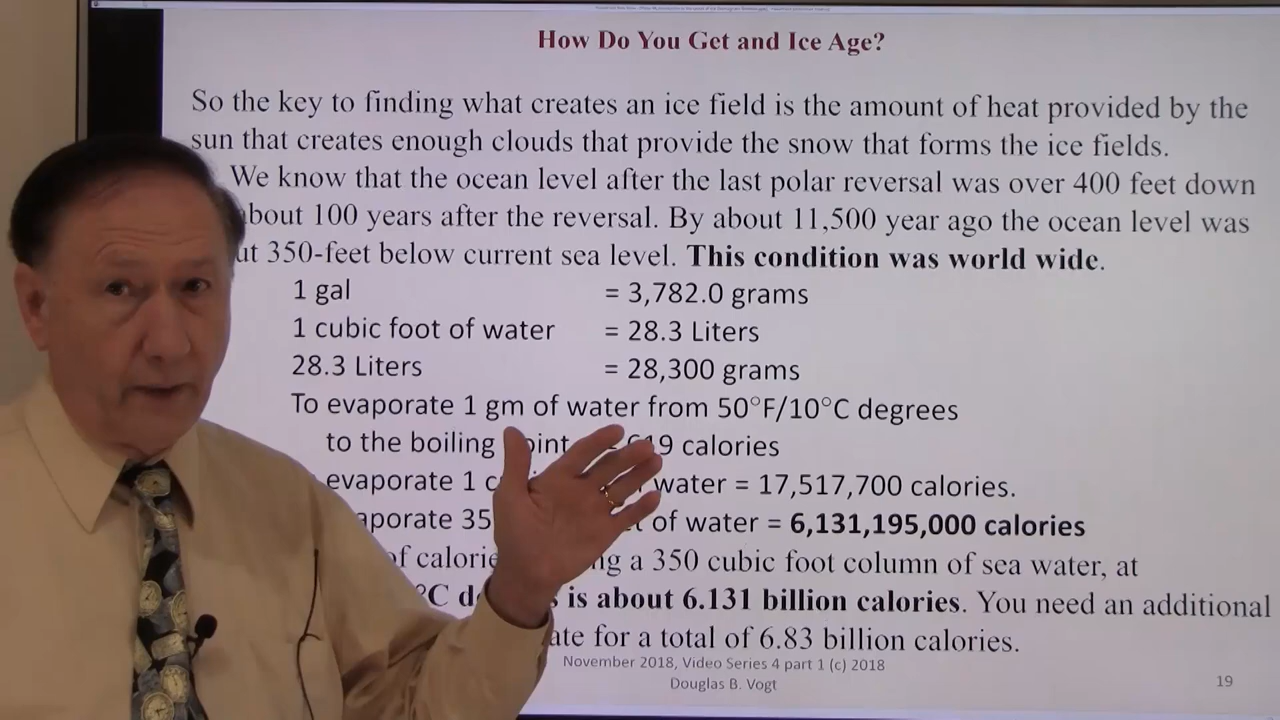 How Do You Get and Ice Age?
So the key to finding what creates an ice field is the amount of heat provided by the
sun that creates enough clouds that provide the snow that forms the ice fields.
We know that the ocean level after the last polar reversal was over 400 feet down
about 100 years after the reversal. By about 11,500 year ago the ocean level was
350-feet below current sea level. This condition was world wide.
1 gal = 3,782.0 grams
1 cubic foot of water = 28.3 Liters
28.3 Liters = 28,300 grams
To evaporate 1 gm of water from 50°F/10°C degrees
to the boiling = 619 calories
evaporate 1 water = 17,517,700 calories.
35 of water = 6,131,195,000 calories
of a 350 cubic foot column of sea water, at
°C is about 6.131 billion calories. You need an additional
for a total of 6.83 billion calories.
November 2018, Video Series 4 part 1 (c) 2018
Douglas B. Vogt
19